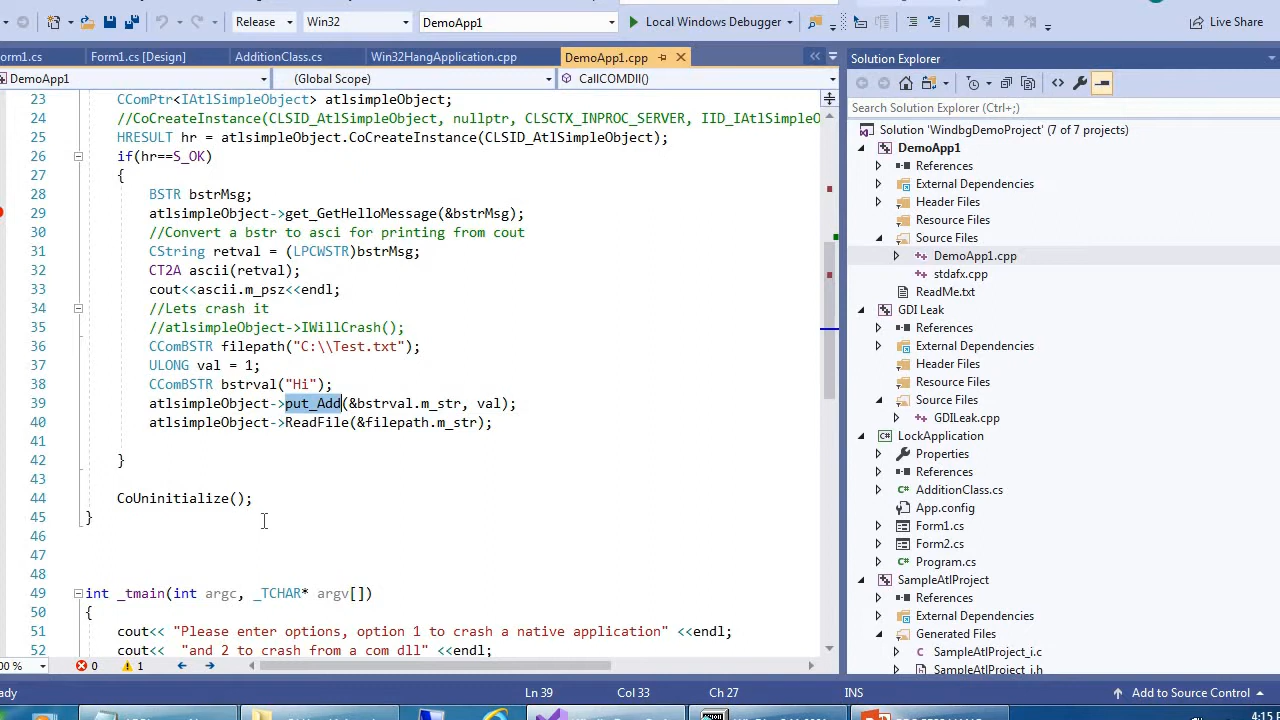 Release
Win32
DemoApp1
Local Windows Debugger
Live Share
orm1.cs
Form1.cs [Design]
AdditionClass.cs
Win32HangApplication.cpp
DemoApp1.cpp
DemoApp1
(Global Scope)
CallCOMDll()
23 CComPtr<IAtlSimpleObject> atlsimpleObject;
24 //CoCreateInstance(CLSID_AtlSimpleObject, nullptr, CLSCTX_INPROC_SERVER, IID_IAtlSimpleO
25 HRESULT hr = atlsimpleObject.CoCreateInstance(CLSID_AtlSimpleObject);
26 if(hr==S_OK)
27 {
28 BSTR bstrMsg;
29 atlsimpleObject->get_GetHelloMessage(&bstrMsg);
30 //Convert a bstr to asci for printing from cout
31 CString retval = (LPCWSTR)bstrMsg;
32 CT2A ascii(retval);
33 cout<<ascii.m_psz<<endl;
34 //Lets crash it
35 //atlsimpleObject->IWillCrash();
36 CComBSTR filepath("C:\\Test.txt");
37 ULONG val = 1;
38 CComBSTR bstrval("Hi");
39 atlsimpleObject->put_Add(&bstrval.m_str, val);
40 atlsimpleObject->ReadFile(&filepath.m_str);
41
42 }
43
44 CoUninitialize();
45 }
46
47
48
49 int _tmain(int argc, _TCHAR* argv[])
50 {
51 cout<< "Please enter options, option 1 to crash a native application" <<endl;
52 cout<< "and 2 to crash from a com dll" <<endl;
00 %
0
1
Solution Explorer
Search Solution Explorer (Ctrl+;)
Solution 'WindbgDemoProject' (7 of 7 projects)
DemoApp1
References
External Dependencies
Header Files
Resource Files
Source Files
DemoApp1.cpp
stdafx.cpp
ReadMe.txt
GDI Leak
References
External Dependencies
Header Files
Resource Files
Source Files
GDILeak.cpp
LockApplication
Properties
References
AdditionClass.cs
App.config
Form1.cs
Form2.cs
Program.cs
SampleAtlProject
References
External Dependencies
Generated Files
SampleAtlProject_i.c
SampleAtlProject_i.h
eady
Ln 39
Col 33
Ch 27
INS
Add to Source Control